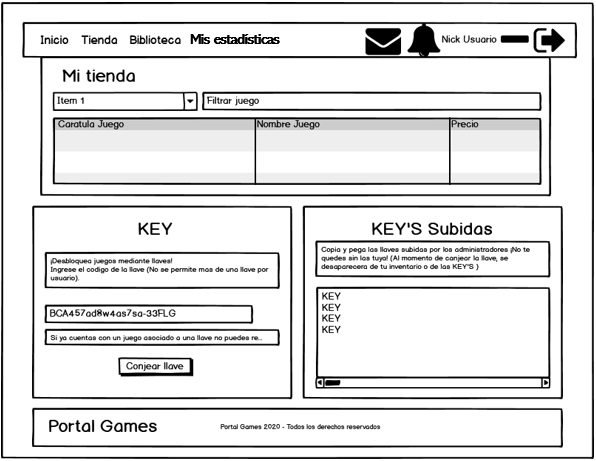 Inicio Tienda Biblioteca Mis estadísticas Nick Usuario
Mi tienda
Item 1 Filtrar juego
Caratula Juego Nombre Juego Precio
KEY
¡Desbloquea juegos mediante llaves!
Ingrese el codigo de la llave (No se permite mas de una llave por
usuario).
BCA457ad8w4as7sa-33FLG
Si ya cuentas con un juego asociado a una llave no puedes re..
Conjear llave
KEY'S Subidas
Copia y pega las llaves subidas por los administradores ¡No te
quedes sin las tuya! (Al momento de canjear la llave, se
desaparecera de tu inventario o de las KEY'S )
KEY
KEY
KEY
KEY
Portal Games Portal Games 2020 - Todos los derechos reservados